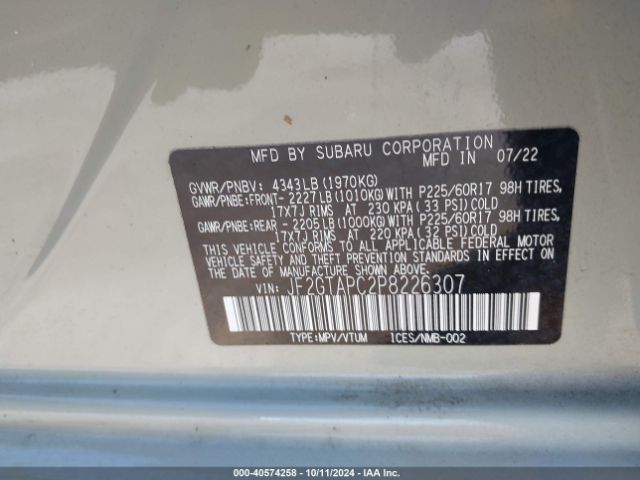 MFD BY SUBARU CORPORATION
MFD IN 07/22
GVWR/PNBV: 4343LB(1970KG)
GAWR/PNBE:FRONT- 2227LB(1010KG)WITH P225/60R17 98H TIRES,
17X7J RIMS AT 230 KPA( 33 PSI)COLD
GAWR/PNBE:REAR - 2205LB(1000KG)WITH P225/60R17 98H TIRES,
17X7J RIMS AT 220 KPA( 32 PSI)COLD
THIS VEHICLE CONFORMS TO ALL APPLICABLE FEDERAL MOTOR
VEHICLE SAFETY AND THEFT PREVENTION STANDARDS IN EFFECT ON
THE DATE OF MANUFACTURE SHOWN ABOVE.
VIN: JF2GTAPC2P8226307
TYPE:MPV/VTUM ICES/NMB-002
000-40574258 - 10/11/2024 - IAAI.com